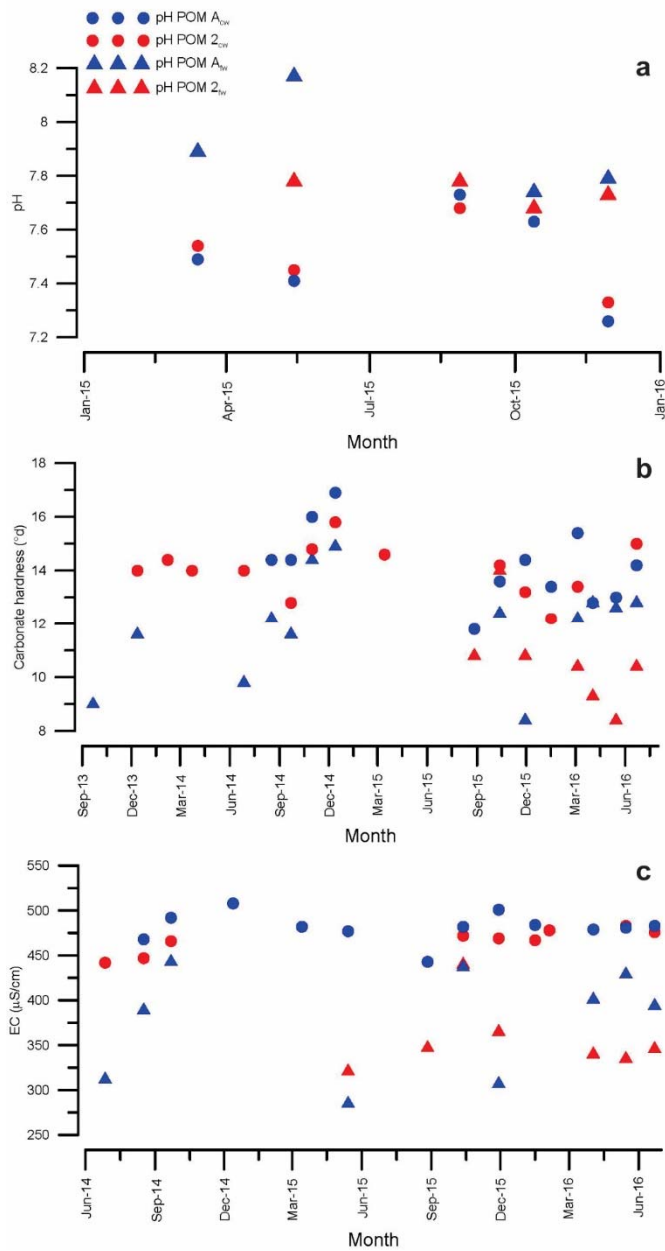 pH POM Acw
pH POM 2cw
pH POM Afw
pH POM 2fw
a
8.2
8
7.8
7.6
7.4
7.2
pH
Jan-15
Apr-15
Jul-15
Oct-15
Jan-16
Month
b
18
16
14
12
10
8
Carbonate hardness (°d)
Sep-13
Dec-13
Mar-14
Jun-14
Sep-14
Dec-14
Mar-15
Jun-15
Sep-15
Dec-15
Mar-16
Jun-16
Month
c
550
500
450
400
350
300
250
EC (µS/cm)
Jun-14
Sep-14
Dec-14
Mar-15
Jun-15
Sep-15
Dec-15
Mar-16
Jun-16
Month